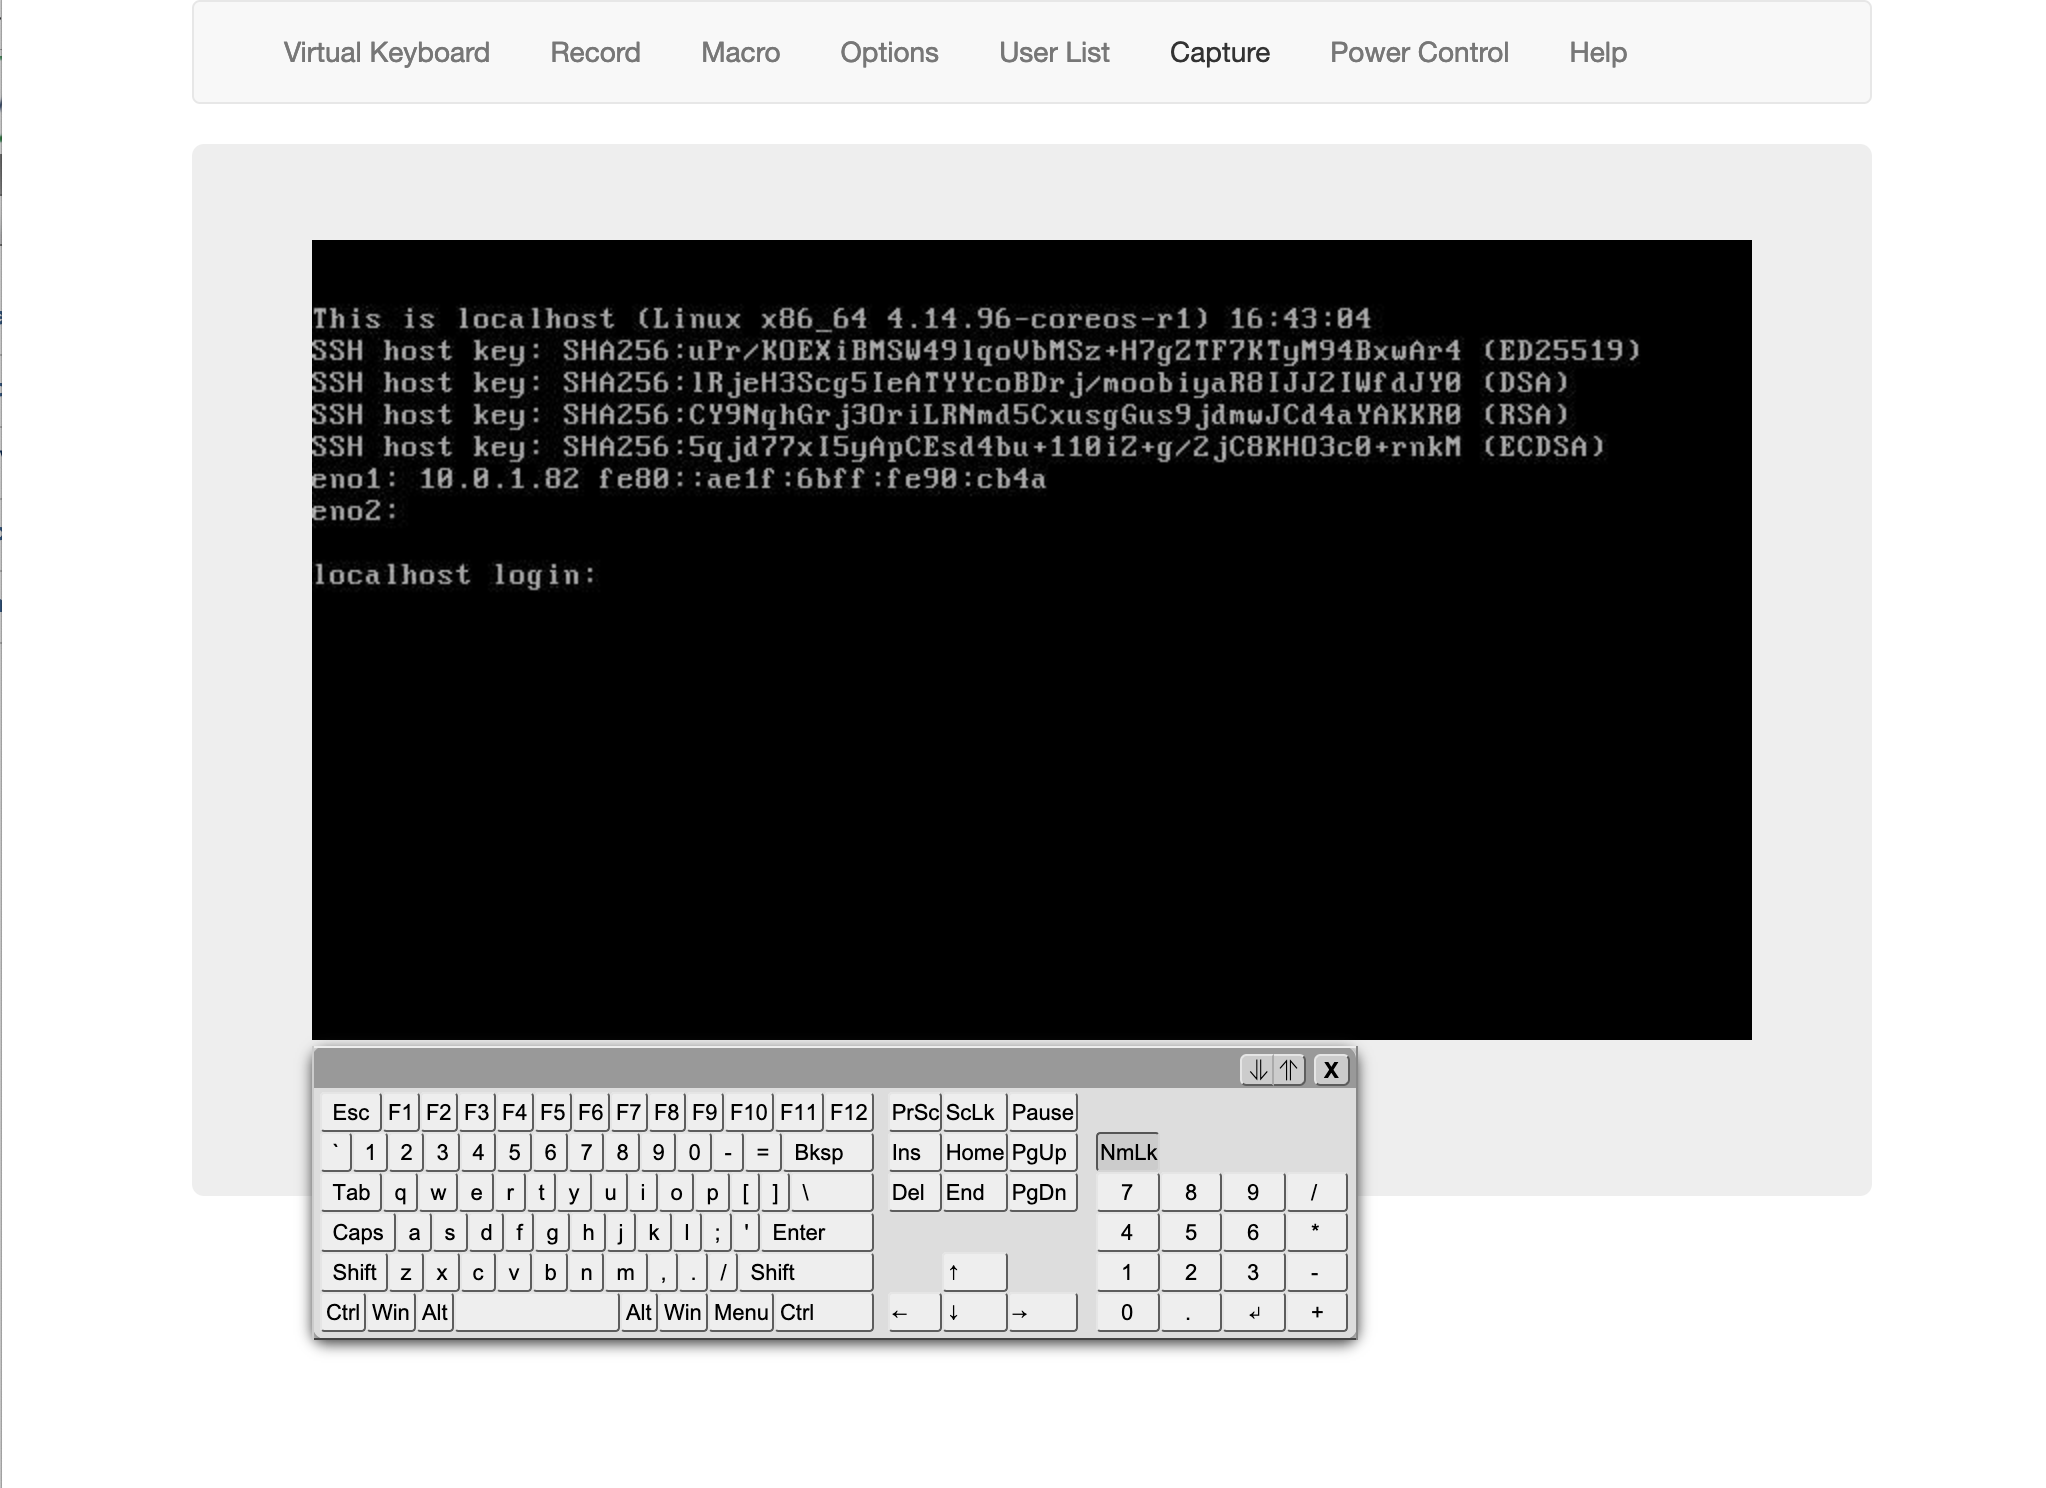 Virtual Keyboard Record Macro Options User List Capture Power Control Help
This is localhost (Linux x86_64 4.14.96-coreos-r1) 16:43:04
SSH host key: SHA256:uPr/KOEXiBMSW49lqoVbMSz+H7gZTF7KTyM94BxwAr4 (ED25519)
SSH host key: SHA256:lRjeH3Scg5IeATYYcoBDrj/moobiyaR8IJJ2IWfdJY0 (DSA)
SSH host key: SHA256:CY9NqhGrj3OriLRNmd5CxusgGus9jdmwJCd4aYAKKR0 (RSA)
SSH host key: SHA256:5qjd77xI5yApCEsd4bu+110iZ+g/2jC8KHO3c0+rnkM (ECDSA)
eno1: 10.0.1.82 fe80::ae1f:6bff:fe90:cb4a
eno2:
localhost login:
⥥ ⥣ X
Esc F1 F2 F3 F4 F5 F6 F7 F8 F9 F10 F11 F12 PrSc ScLk Pause
` 1 2 3 4 5 6 7 8 9 0 - = Bksp Ins Home PgUp NmLk
Tab q w e r t y u i o p [ ] \ Del End PgDn 7 8 9 /
Caps a s d f g h j k l ; ' Enter 4 5 6 *
Shift z x c v b n m , . / Shift ↑ 1 2 3 -
Ctrl Win Alt Alt Win Menu Ctrl ← ↓ → 0 . ↲ +